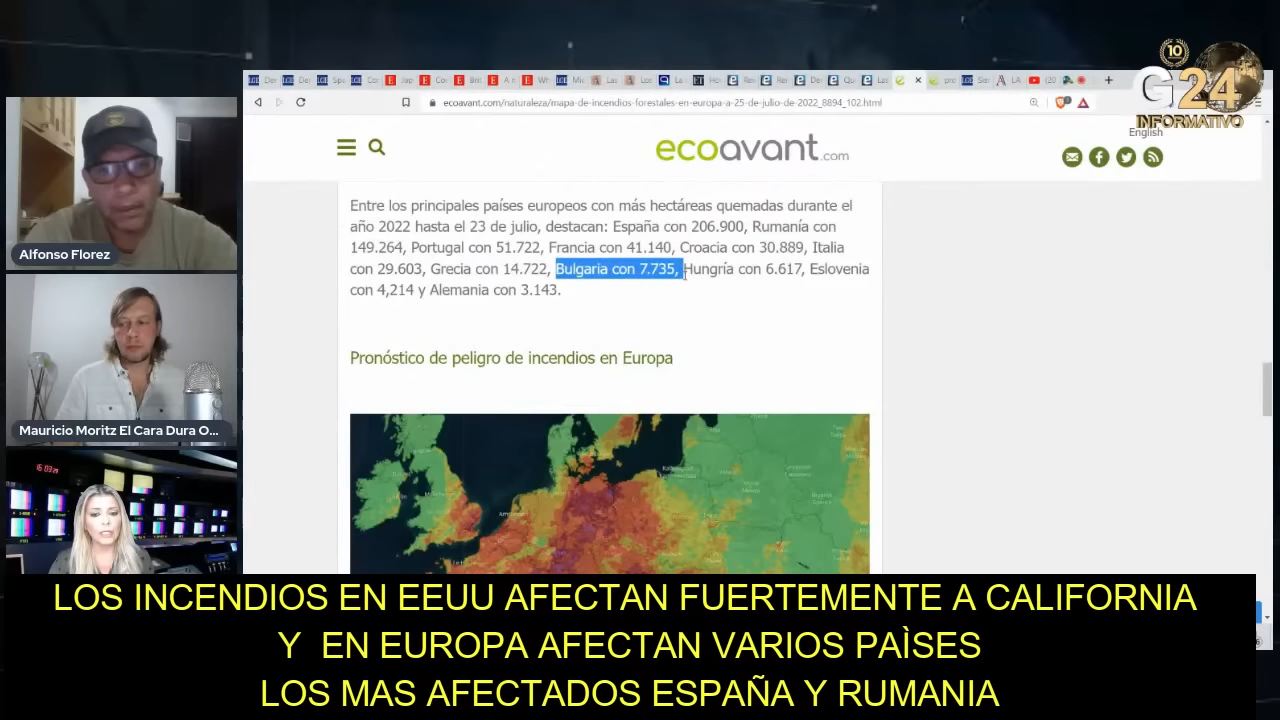 10
G24
INFORMATIVO
ecoavant.com/naturaleza/mapa-de-incendios-forestales-en-europa-a-25-de-julio-de-2022_8894_102.html
English
ecoavant.com
Entre los principales países europeos con más hectáreas quemadas durante el
año 2022 hasta el 23 de julio, destacan: España con 206.900, Rumanía con
149.264, Portugal con 51.722, Francia con 41.140, Croacia con 30.889, Italia
con 29.603, Grecia con 14.722, Bulgaria con 7.735, Hungría con 6.617, Eslovenia
con 4,214 y Alemania con 3.143.
Pronóstico de peligro de incendios en Europa
Alfonso Florez
Mauricio Moritz El Cara Dura O...
LOS INCENDIOS EN EEUU AFECTAN FUERTEMENTE A CALIFORNIA
Y EN EUROPA AFECTAN VARIOS PAÌSES
LOS MAS AFECTADOS ESPAÑA Y RUMANIA